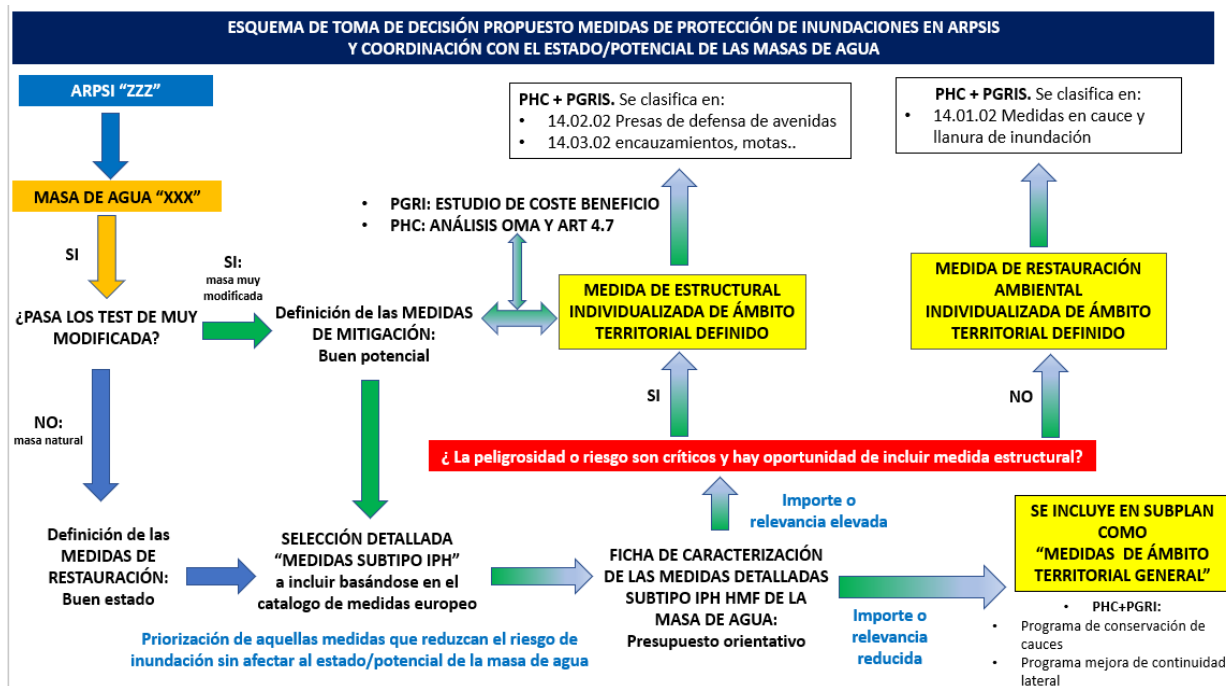 ESQUEMA DE TOMA DE DECISIÓN PROPUESTO MEDIDAS DE PROTECCIÓN DE INUNDACIONES EN ARPSIS
Y COORDINACIÓN CON EL ESTADO/POTENCIAL DE LAS MASAS DE AGUA
ARPSI “ZZZ”
MASA DE AGUA “XXX”
SI
¿PASA LOS TEST DE MUY
MODIFICADA?
SI:
masa muy
modificada
NO:
masa natural
Definición de las MEDIDAS
DE MITIGACIÓN:
Buen potencial
• PGRI: ESTUDIO DE COSTE BENEFICIO
• PHC: ANÁLISIS OMA Y ART 4.7
PHC + PGRIS. Se clasifica en:
• 14.02.02 Presas de defensa de avenidas
• 14.03.02 encauzamientos, motas..
PHC + PGRIS. Se clasifica en:
• 14.01.02 Medidas en cauce y
llanura de inundación
MEDIDA DE ESTRUCTURAL
INDIVIDUALIZADA DE ÁMBITO
TERRITORIAL DEFINIDO
MEDIDA DE RESTAURACIÓN
AMBIENTAL
INDIVIDUALIZADA DE ÁMBITO
TERRITORIAL DEFINIDO
SI
NO
¿ La peligrosidad o riesgo son críticos y hay oportunidad de incluir medida estructural?
Importe o
relevancia elevada
Definición de las
MEDIDAS DE
RESTAURACIÓN:
Buen estado
SELECCIÓN DETALLADA
“MEDIDAS SUBTIPO IPH”
a incluir basándose en el
catalogo de medidas europeo
Priorización de aquellas medidas que reduzcan el riesgo de
inundación sin afectar al estado/potencial de la masa de agua
FICHA DE CARACTERIZACIÓN
DE LAS MEDIDAS DETALLADAS
SUBTIPO IPH HMF DE LA
MASA DE AGUA:
Presupuesto orientativo
Importe o
relevancia
reducida
SE INCLUYE EN SUBPLAN
COMO
“MEDIDAS DE ÁMBITO
TERRITORIAL GENERAL”
• PHC+PGRI:
• Programa de conservación de
cauces
• Programa mejora de continuidad
lateral